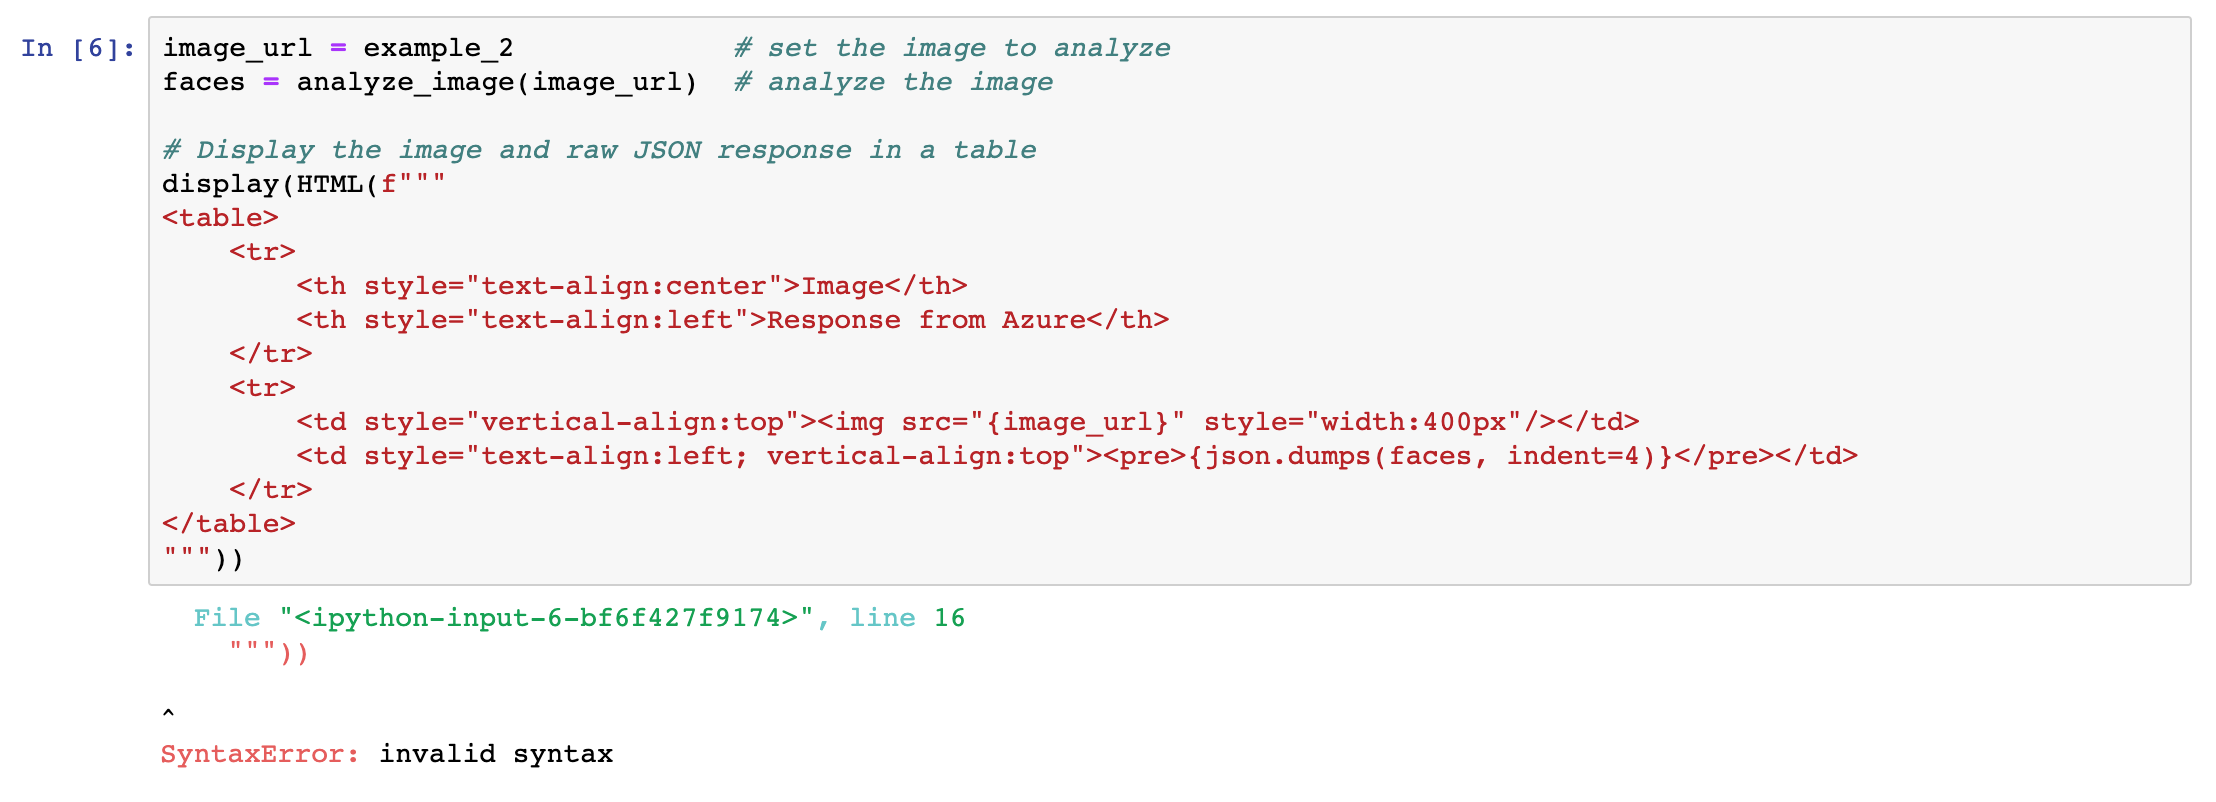 In [6]: image_url = example_2             # set the image to analyze
faces = analyze_image(image_url)  # analyze the image
# Display the image and raw JSON response in a table
display(HTML(f"""
<table>
    <tr>
        <th style="text-align:center">Image</th>
        <th style="text-align:left">Response from Azure</th>
    </tr>
    <tr>
        <td style="vertical-align:top"><img src="{image_url}" style="width:400px"/></td>
        <td style="text-align:left; vertical-align:top"><pre>{json.dumps(faces, indent=4)}</pre></td>
    </tr>
</table>
"""))
  File "<ipython-input-6-bf6f427f9174>", line 16
    """))
^
SyntaxError: invalid syntax